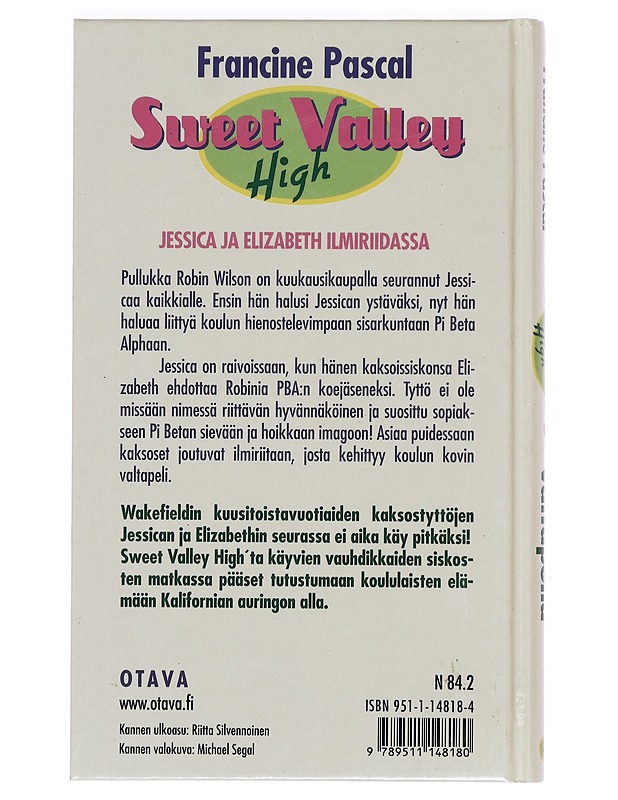 Francine Pascal
Sweet Valley
High
JESSICA JA ELIZABETH ILMIRIIDASSA
Pullukka Robin Wilson on kuukausikaupalla seurannut Jessi-
caa kaikkialle. Ensin hän halusi Jessican ystäväksi, nyt hän
haluaa liittyä koulun hienostelevimpaan sisarkuntaan Pi Beta
Alphaan.
Jessica on raivoissaan, kun hänen kaksoissiskonsa Eli-
zabeth ehdottaa Robinia PBA:n koejäseneksi. Tyttö ei ole
missään nimessä riittävän hyvännäköinen ja suosittu sopiak-
seen Pi Betan sievään ja hoikkaan imagoon! Asiaa puidessaan
kaksoset joutuvat ilmiriitaan, josta kehittyy koulun kovin
valtapeli.
Wakefieldin kuusitoistavuotiaiden kaksostyttöjen
Jessican ja Elizabethin seurassa ei aika käy pitkäksi!
Sweet Valley High´ta käyvien vauhdikkaiden siskos-
ten matkassa pääset tutustumaan koululaisten elä-
mään Kalifornian auringon alla.
OTAVA
www.otava.fi
Kannen ulkoasu: Riitta Silvennoinen
Kannen valokuva: Michael Segal
N 84.2
ISBN 951-1-14818-4
9 789511 148180